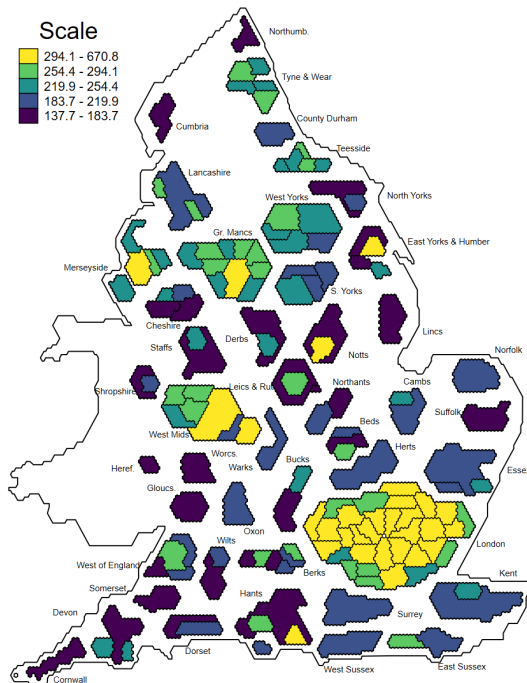 Scale
294.1 - 670.8
254.4 - 294.1
219.9 - 254.4
183.7 - 219.9
137.7 - 183.7
Northumb.
Tyne & Wear
County Durham
Cumbria
Teesside
Lancashire
West Yorks
North Yorks
Gr. Mancs
East Yorks & Humber
Merseyside
S. Yorks
Cheshire
Lincs
Staffs
Derbs
Notts
Norfolk
Shropshire
Leics & Rut
Northants
Cambs
Suffolk
West Mids
Beds
Worcs.
Warks
Bucks
Herts
Heref.
Essex
Gloucs.
Oxon
Wilts
London
West of England
Berks
Kent
Somerset
Hants
Devon
Surrey
Dorset
West Sussex
East Sussex
Cornwall